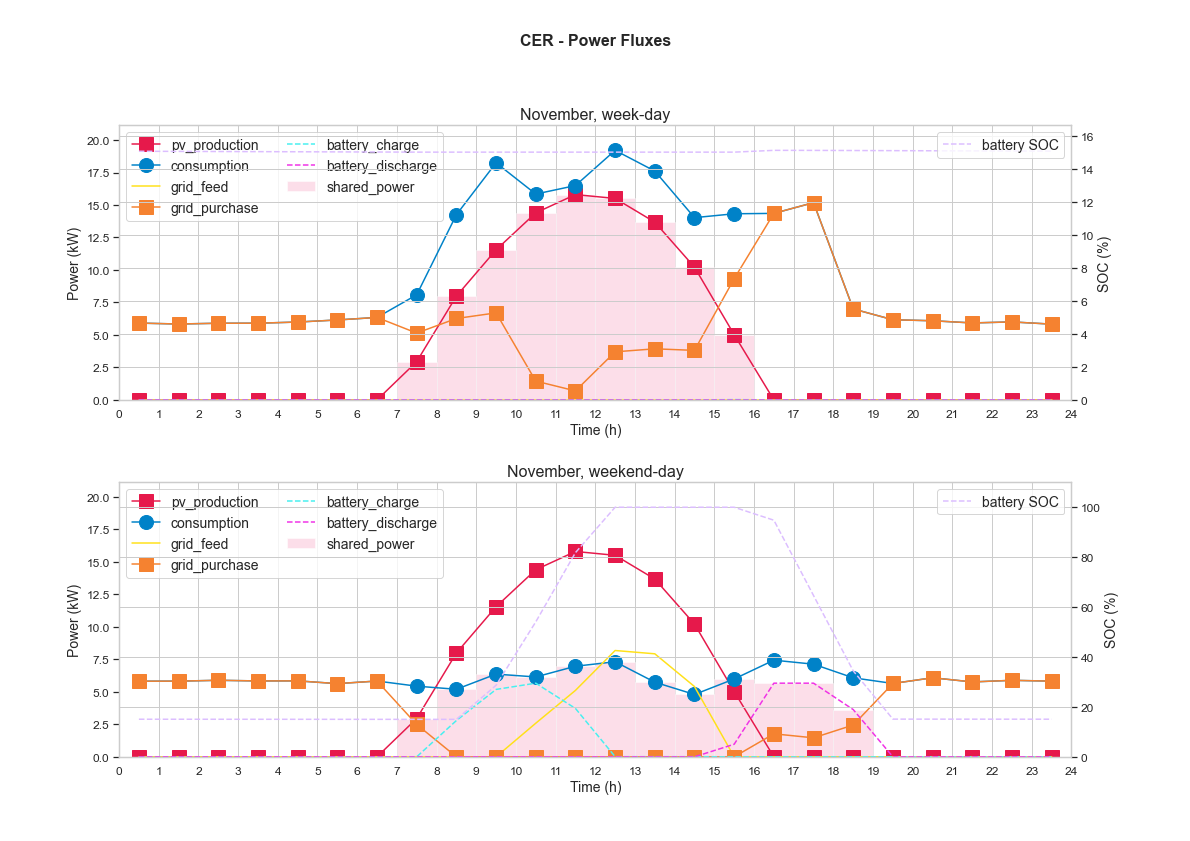 CER - Power Fluxes
November, week-day
pv_production
consumption
grid_feed
grid_purchase
battery_charge
battery_discharge
shared_power
battery SOC
20.0
17.5
15.0
12.5
10.0
7.5
5.0
2.5
0.0
Power (kW)
16
14
12
10
8
6
4
2
0
SOC (%)
0 1 2 3 4 5 6 7 8 9 10 11 12 13 14 15 16 17 18 19 20 21 22 23 24
Time (h)
November, weekend-day
pv_production
consumption
grid_feed
grid_purchase
battery_charge
battery_discharge
shared_power
battery SOC
20.0
17.5
15.0
12.5
10.0
7.5
5.0
2.5
0.0
Power (kW)
100
80
60
40
20
0
SOC (%)
0 1 2 3 4 5 6 7 8 9 10 11 12 13 14 15 16 17 18 19 20 21 22 23 24
Time (h)